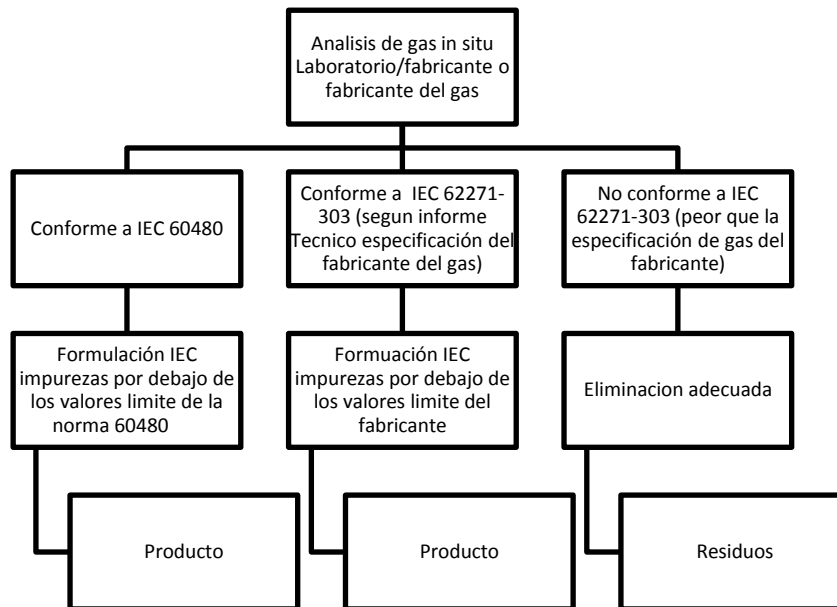 Analisis de gas in situ
Laboratorio/fabricante o
fabricante del gas
Conforme a IEC 60480
Conforme a  IEC 62271-
303 (segun informe
Tecnico especificación del
fabricante del gas)
No conforme a IEC
62271-303 (peor que la
especificación de gas del
fabricante)
Formulación IEC
impurezas por debajo de
los valores limite de la
norma 60480
Formuación IEC
impurezas por debajo de
los valores limite del
fabricante
Eliminacion adecuada
Producto
Producto
Residuos